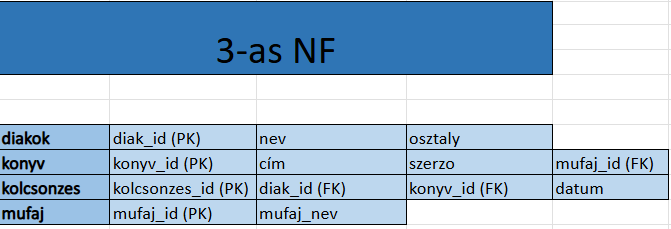 3-as NF
diakok diak_id (PK) nev osztaly
konyv konyv_id (PK) cím szerzo mufaj_id (FK)
kolcsonzes kolcsonzes_id (PK) diak_id (FK) konyv_id (FK) datum
mufaj mufaj_id (PK) mufaj_nev